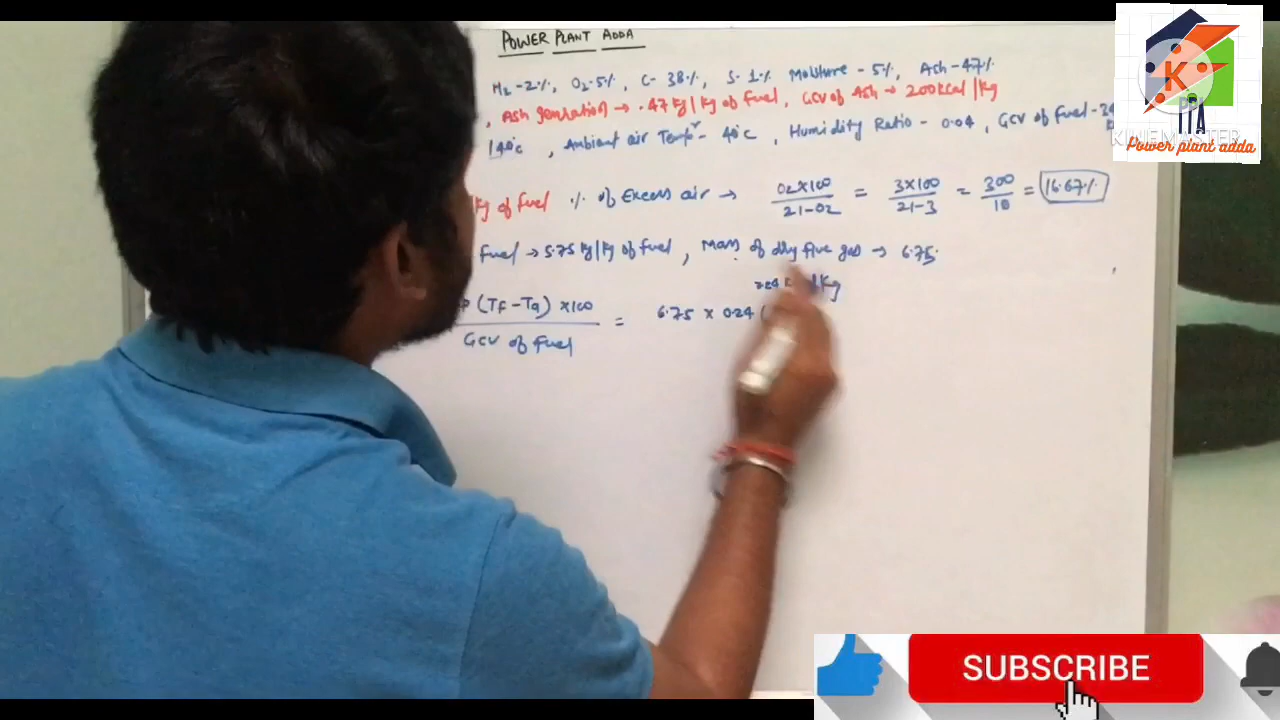 POWER PLANT ADDA
H2-2%, O2-5%, C-38%, S-1% Moisture-5%, Ash-47%
, Ash generation → .47 Kg/Kg of fuel, GCV of Ash → 200 Kcal/Kg
140°c , Ambient air Temp - 40°c , Humidity Ratio - 0.04 , GCV of Fuel-
Kg of fuel % of Excess air → O2×100 / 21-O2 = 3×100 / 21-3 = 300 / 18 = 16.67%
fuel → 5.75 Kg/Kg of fuel, Mass of dry flue gas → 6.75
(Tf-Ta) ×100 / GCV of Fuel = 6.75 × 0.24 (
Power plant adda
K
KINEMASTER
SUBSCRIBE